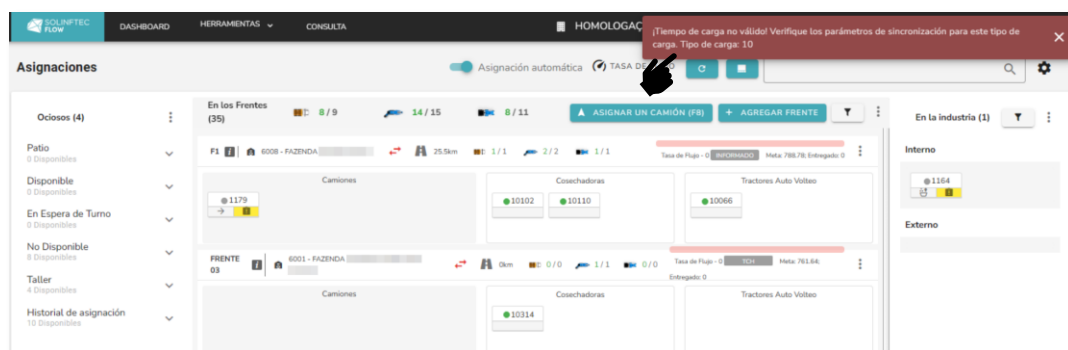 SOLINFTEC FLOW
DASHBOARD
HERRAMIENTAS
CONSULTA
HOMOLOGAÇ
¡Tiempo de carga no válido! Verifique los parámetros de sincronización para este tipo de
carga. Tipo de carga: 10
Asignaciones
Asignación automática
TASA DE
Ociosos (4)
Patio
0 Disponibles
Disponible
0 Disponibles
En Espera de Turno
0 Disponibles
No Disponible
8 Disponibles
Taller
4 Disponibles
Historial de asignación
10 Disponibles
En los Frentes
(35)
8/9
14/15
8/11
ASIGNAR UN CAMIÓN (F8)
+ AGREGAR FRENTE
F1
6008 - FAZENDA
25.5km
1/1
2/2
1/1
Tasa de Flujo - 0 INFORMADO Meta: 788.78; Entregado: 0
Camiones
1179
Cosechadoras
10102
10110
Tractores Auto Volteo
10066
FRENTE
03
6001 - FAZENDA
0km
0/0
1/1
0/0
Tasa de Flujo - 0 TCH Meta: 761.64;
Entregado: 0
Camiones
Cosechadoras
10314
Tractores Auto Volteo
En la industria (1)
Interno
1164
Externo